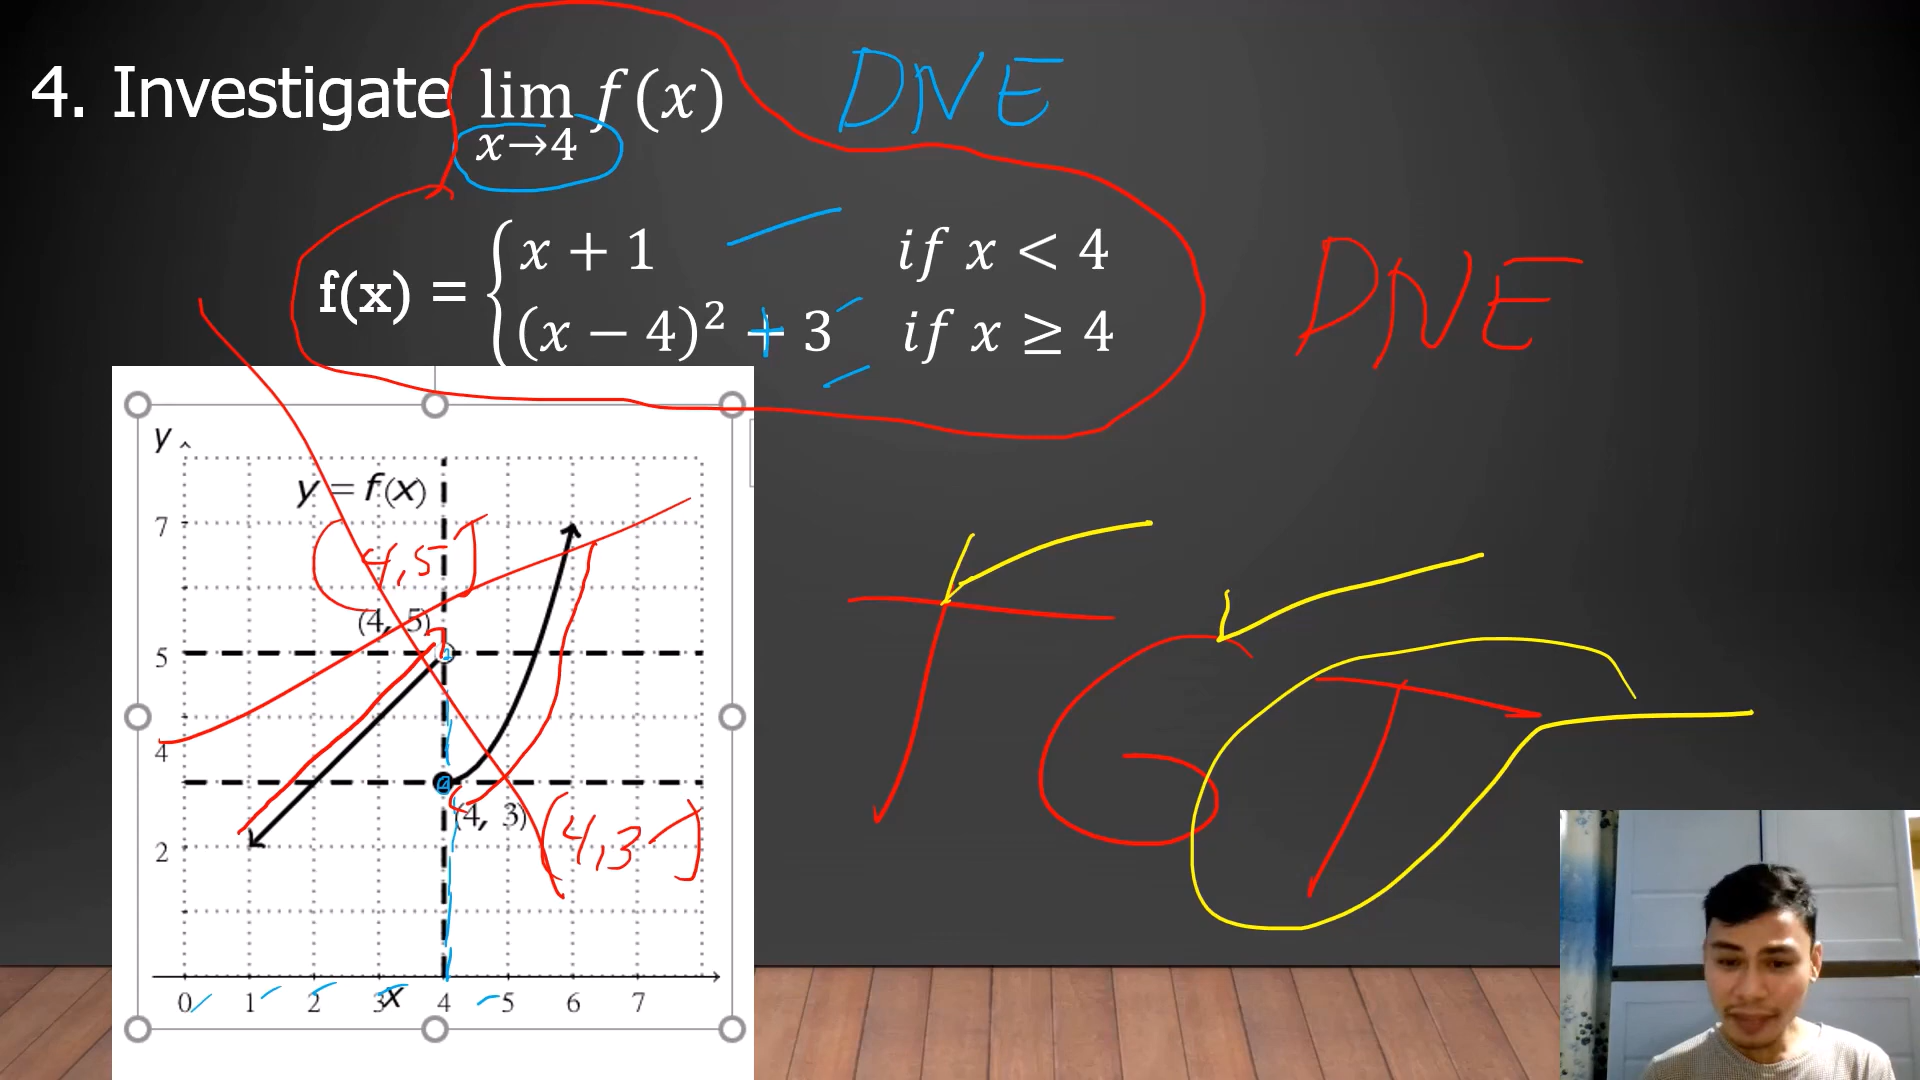 4. Investigate lim f(x) DNE
x→4
f(x) = { x + 1 if x < 4
(x − 4)² + 3 if x ≥ 4
DNE
y
y = f(x)
7
(4,5]
(4, 5)
5
4
(4, 3)
(4,3]
2
0 1 2 3 x 4 5 6 7
T G T